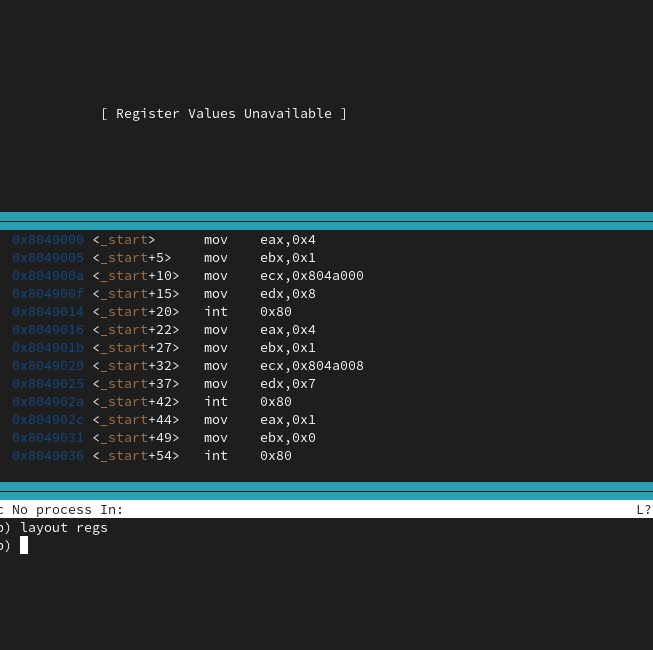 [ Register Values Unavailable ]
0x8049000 <_start>      mov    eax,0x4
0x8049005 <_start+5>    mov    ebx,0x1
0x804900a <_start+10>   mov    ecx,0x804a000
0x804900f <_start+15>   mov    edx,0x8
0x8049014 <_start+20>   int    0x80
0x8049016 <_start+22>   mov    eax,0x4
0x804901b <_start+27>   mov    ebx,0x1
0x8049020 <_start+32>   mov    ecx,0x804a008
0x8049025 <_start+37>   mov    edx,0x7
0x804902a <_start+42>   int    0x80
0x804902c <_start+44>   mov    eax,0x1
0x8049031 <_start+49>   mov    ebx,0x0
0x8049036 <_start+54>   int    0x80
c No process In: L?
b) layout regs
b)